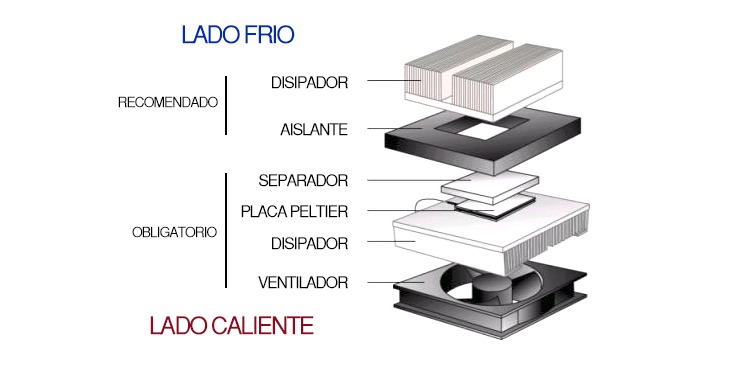 LADO FRIO
DISIPADOR
RECOMENDADO
AISLANTE
SEPARADOR
PLACA PELTIER
OBLIGATORIO
DISIPADOR
VENTILADOR
LADO CALIENTE